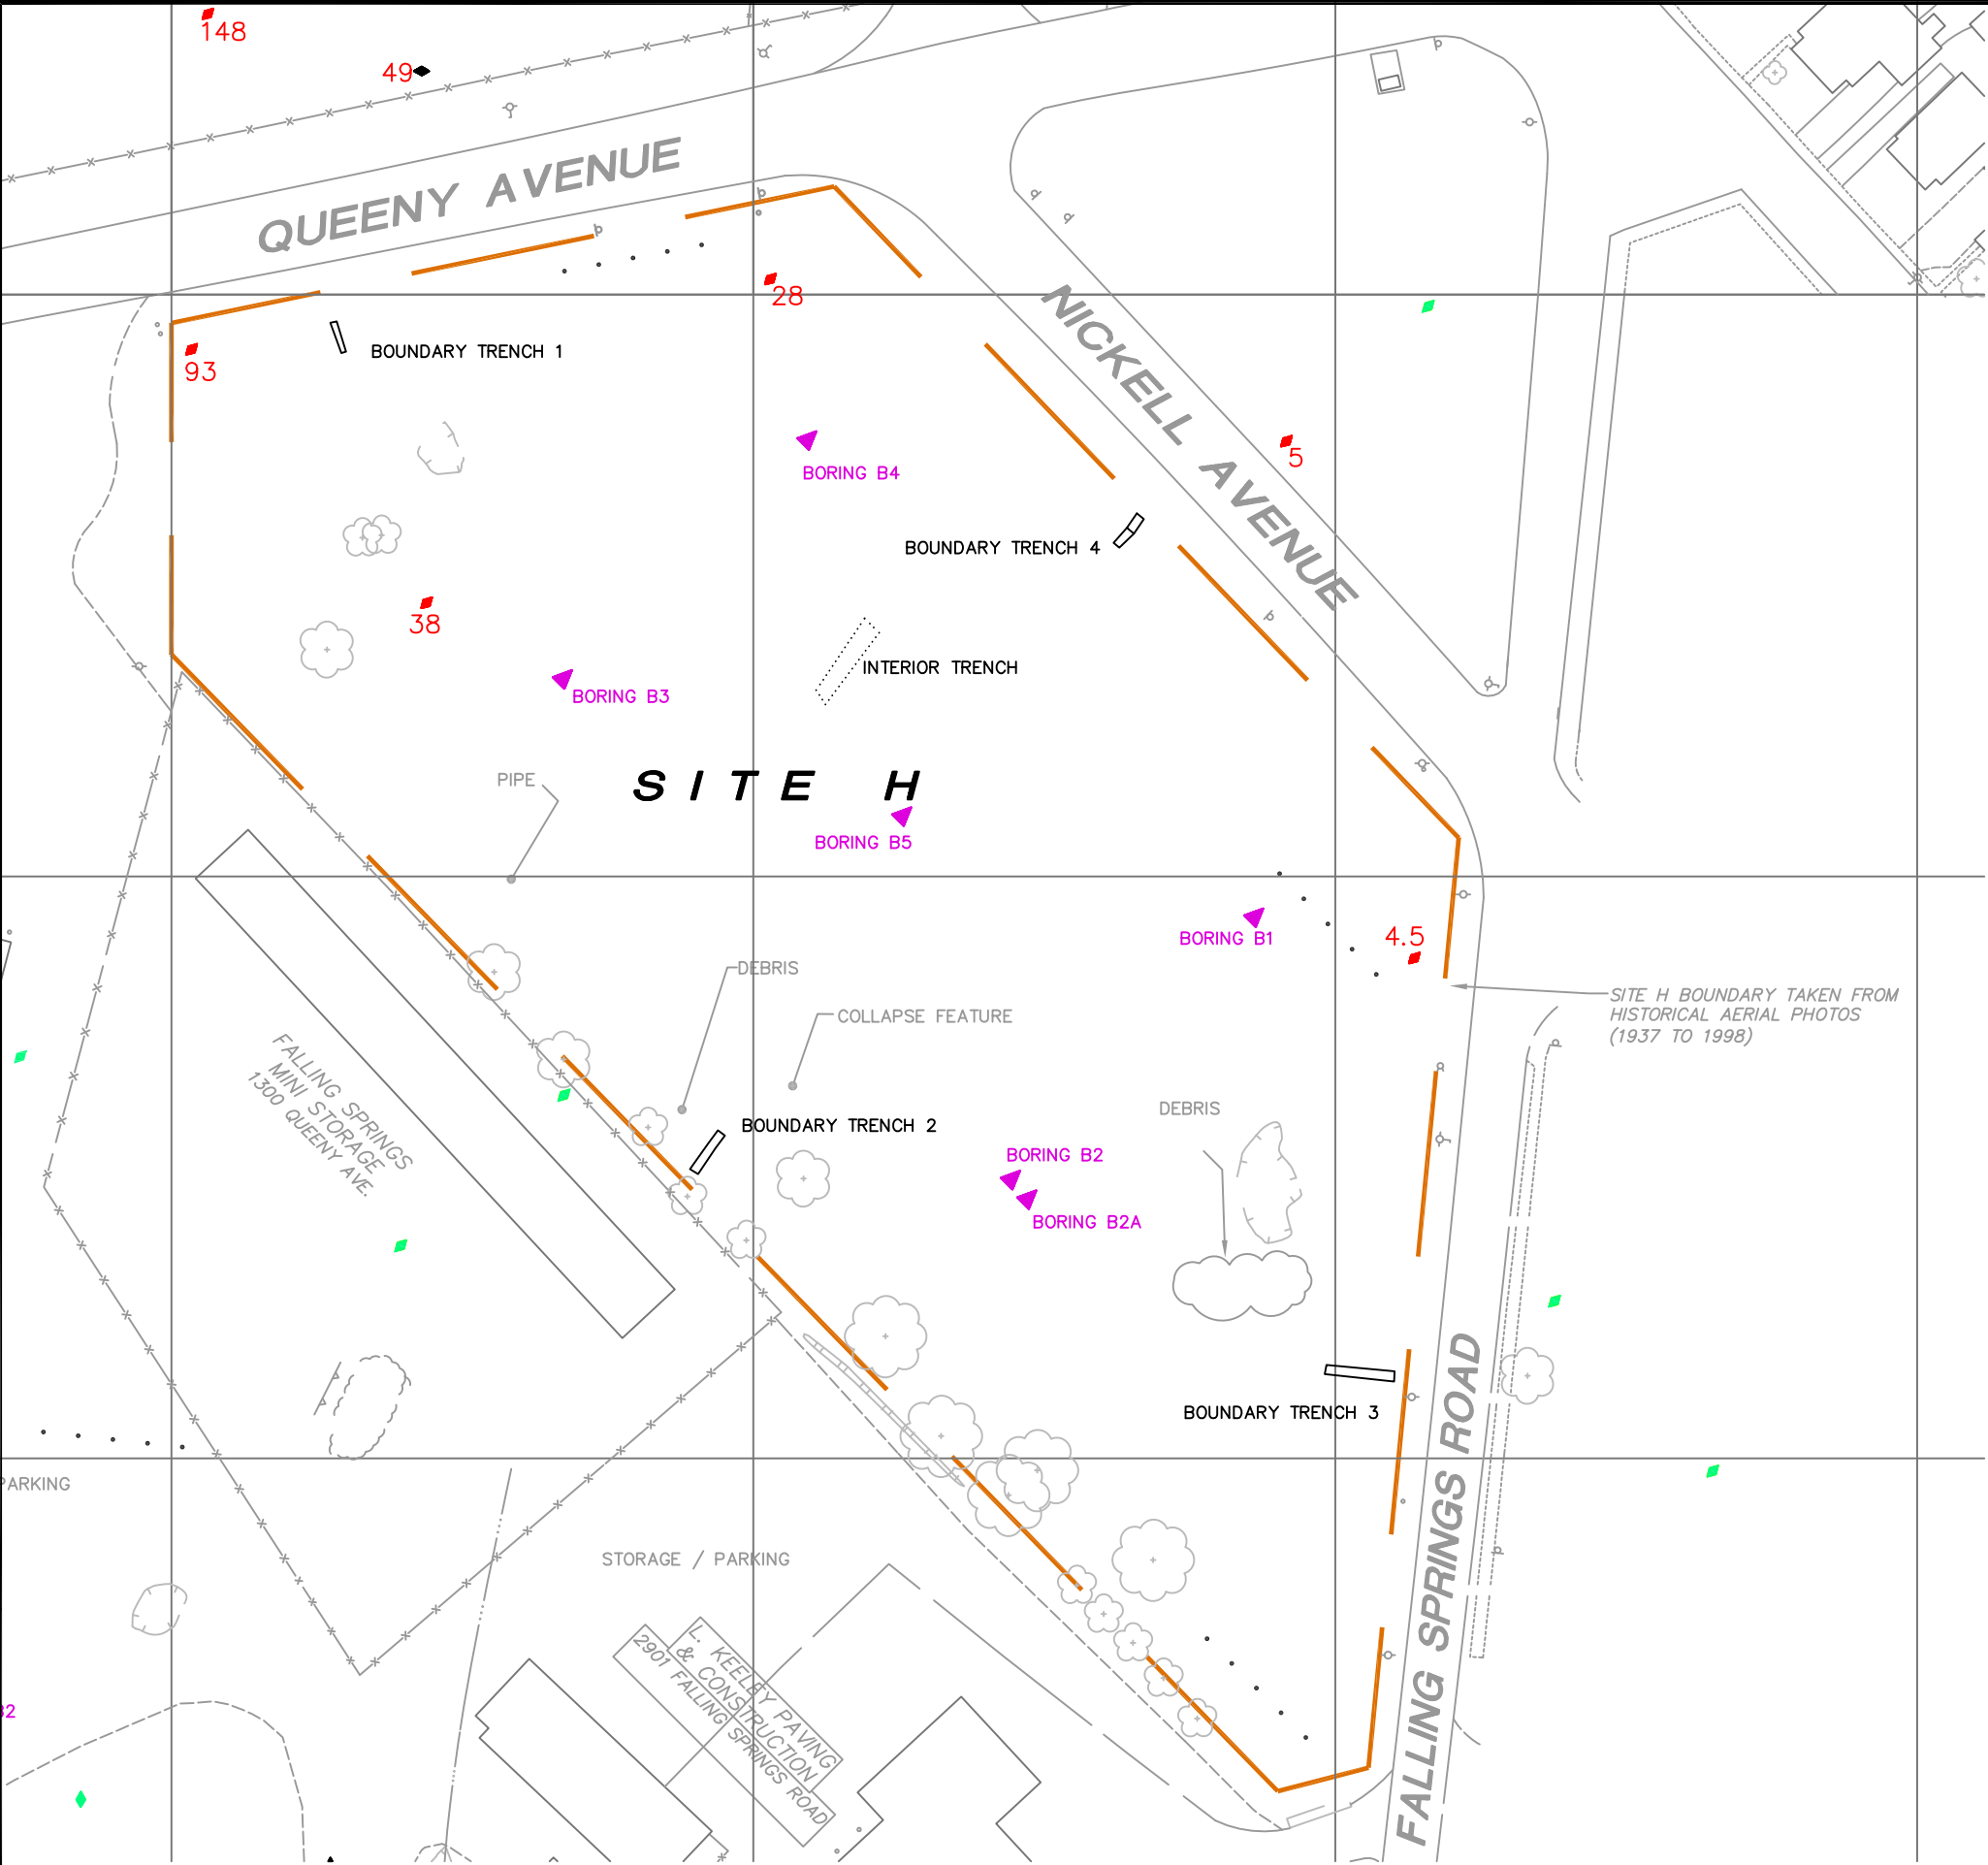 148
49
QUEENY AVENUE
28
BOUNDARY TRENCH 1
93
NICKELL AVENUE
5
BORING B4
BOUNDARY TRENCH 4
38
INTERIOR TRENCH
BORING B3
PIPE
SITE H
BORING B5
4.5
BORING B1
DEBRIS
COLLAPSE FEATURE
SITE H BOUNDARY TAKEN FROM
HISTORICAL AERIAL PHOTOS
(1937 TO 1998)
FALLING SPRINGS
MINI STORAGE
1300 QUEENY AVE.
DEBRIS
BOUNDARY TRENCH 2
BORING B2
BORING B2A
BOUNDARY TRENCH 3
FALLING SPRINGS ROAD
PARKING
STORAGE / PARKING
L. KEELEY PAVING
& CONSTRUCTION
2901 FALLING SPRINGS ROAD
B2